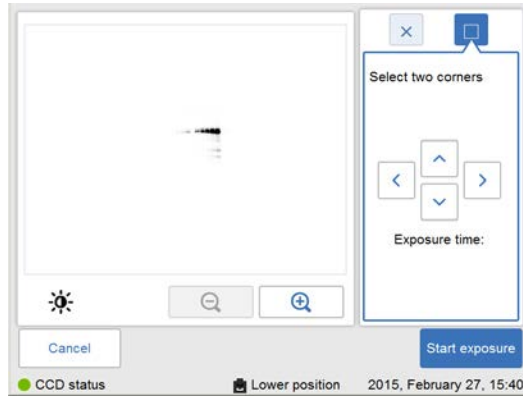 Select two corners
Exposure time:
Cancel
Start exposure
CCD status
Lower position
2015, February 27, 15:40